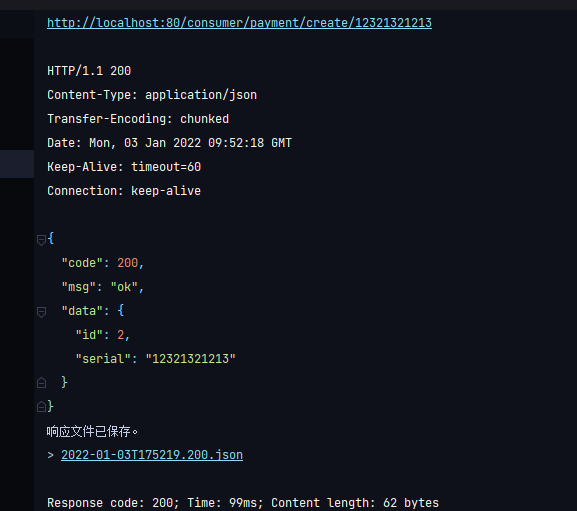 http://localhost:80/consumer/payment/create/12321321213
HTTP/1.1 200
Content-Type: application/json
Transfer-Encoding: chunked
Date: Mon, 03 Jan 2022 09:52:18 GMT
Keep-Alive: timeout=60
Connection: keep-alive
{
"code": 200,
"msg": "ok",
"data": {
"id": 2,
"serial": "12321321213"
}
}
响应文件已保存。
> 2022-01-03T175219.200.json
Response code: 200; Time: 99ms; Content length: 62 bytes